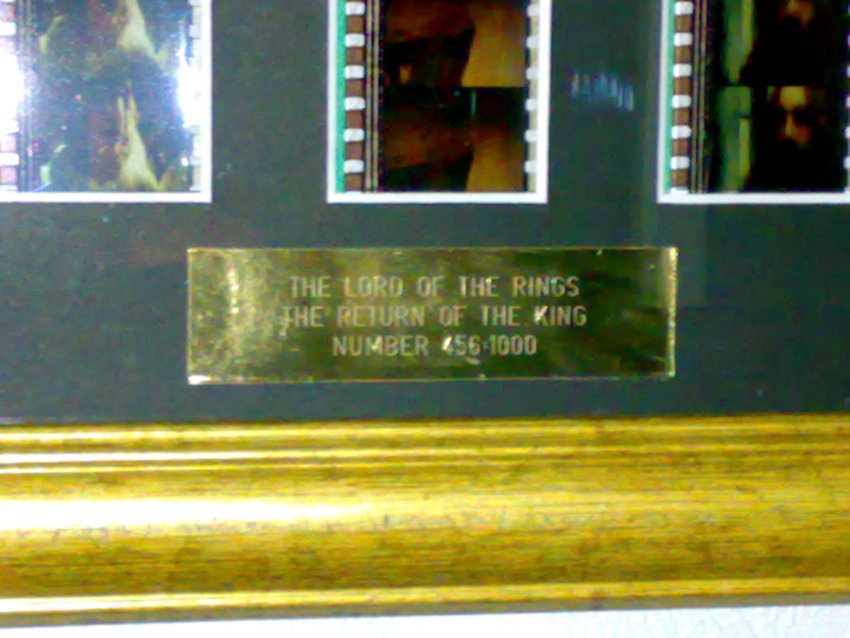 THE LORD OF THE RINGS
THE RETURN OF THE KING
NUMBER 456:1000